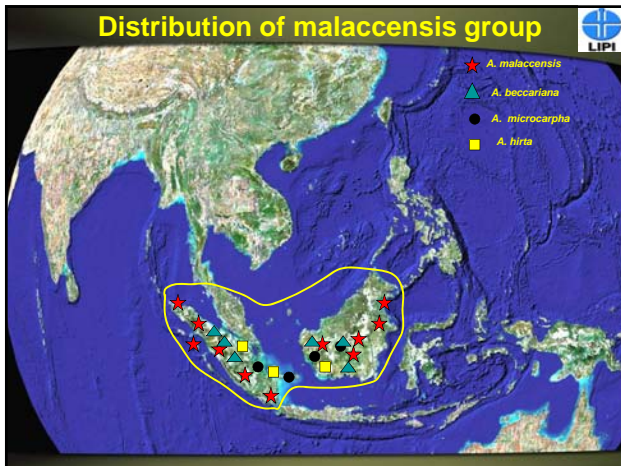 Distribution of malaccensis group
LIPI
A. malaccensis
A. beccariana
A. microcarpha
A. hirta